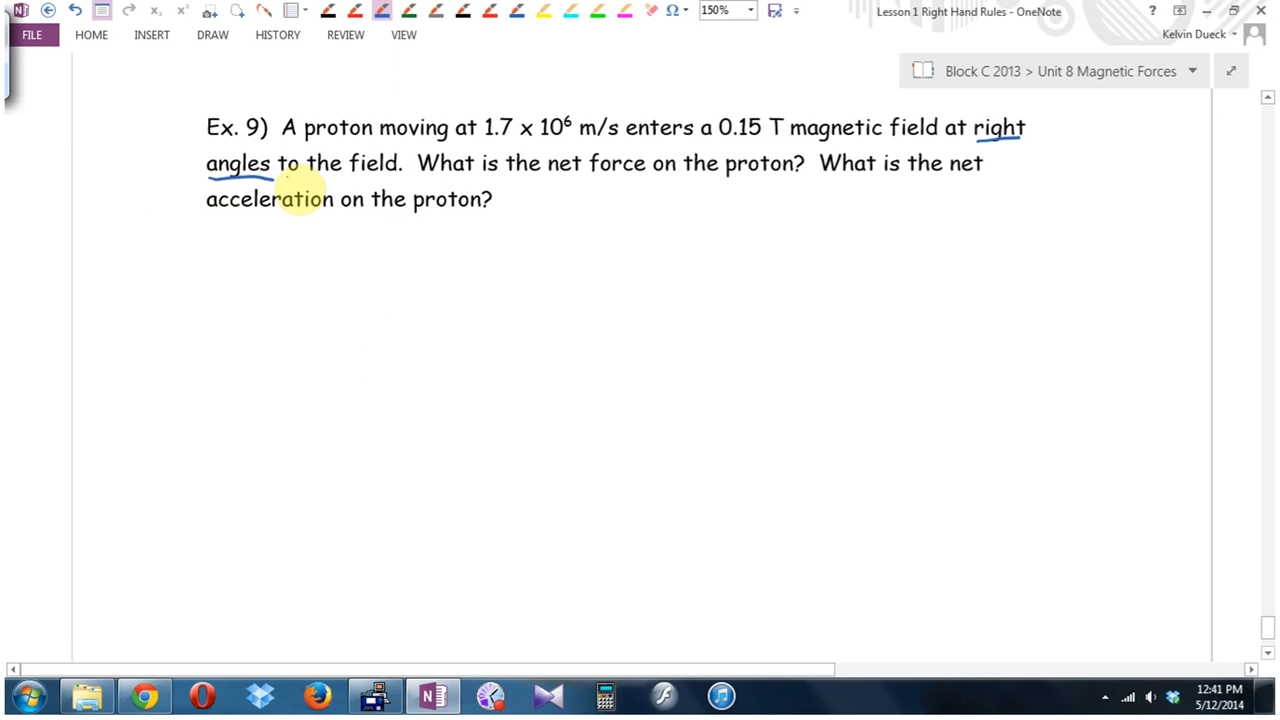 150%
Lesson 1 Right Hand Rules - OneNote
FILE HOME INSERT DRAW HISTORY REVIEW VIEW
Kelvin Dueck
Block C 2013 > Unit 8 Magnetic Forces
Ex. 9) A proton moving at 1.7 x 10⁶ m/s enters a 0.15 T magnetic field at right
angles to the field. What is the net force on the proton? What is the net
acceleration on the proton?
12:41 PM
5/12/2014